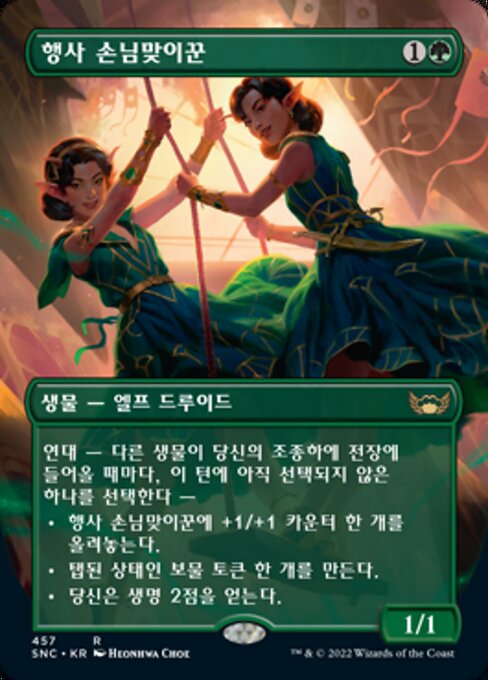 행사 손님맞이꾼 1
생물 — 엘프 드루이드
연대 — 다른 생물이 당신의 조종하에 전장에
들어올 때마다, 이 턴에 아직 선택되지 않은
하나를 선택한다 —
• 행사 손님맞이꾼에 +1/+1 카운터 한 개를
올려놓는다.
• 탭된 상태인 보물 토큰 한 개를 만든다.
• 당신은 생명 2점을 얻는다.
1/1
457 R
SNC • KR Heonhwa Choe
™ & © 2022 Wizards of the Coast